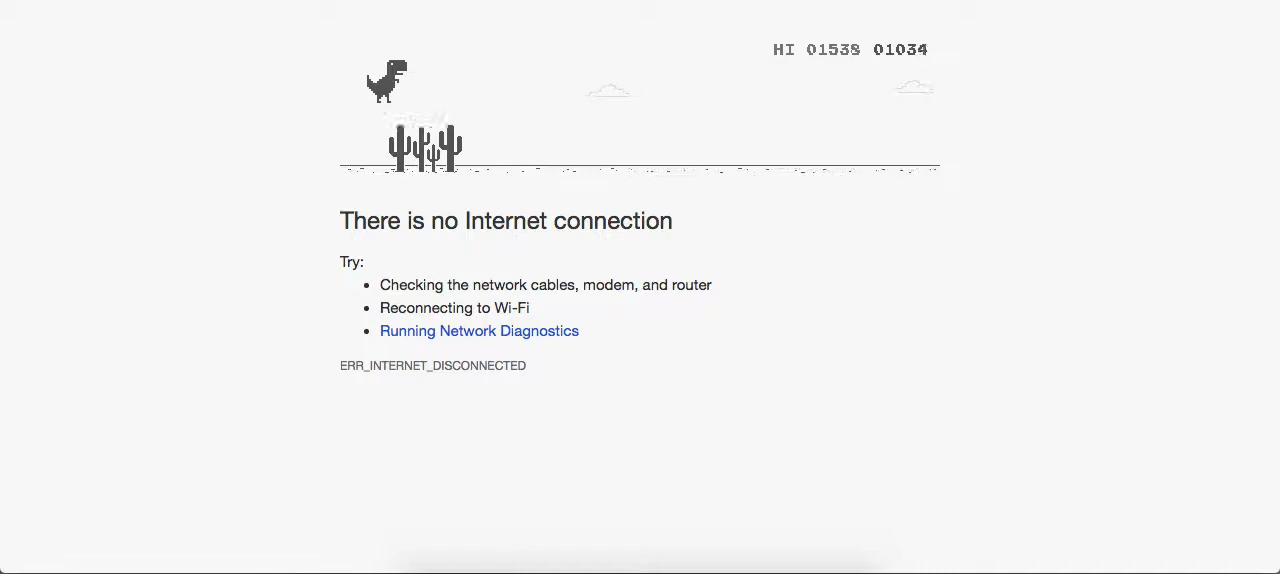 HI 01538 01034
There is no Internet connection
Try:
Checking the network cables, modem, and router
Reconnecting to Wi-Fi
Running Network Diagnostics
ERR_INTERNET_DISCONNECTED